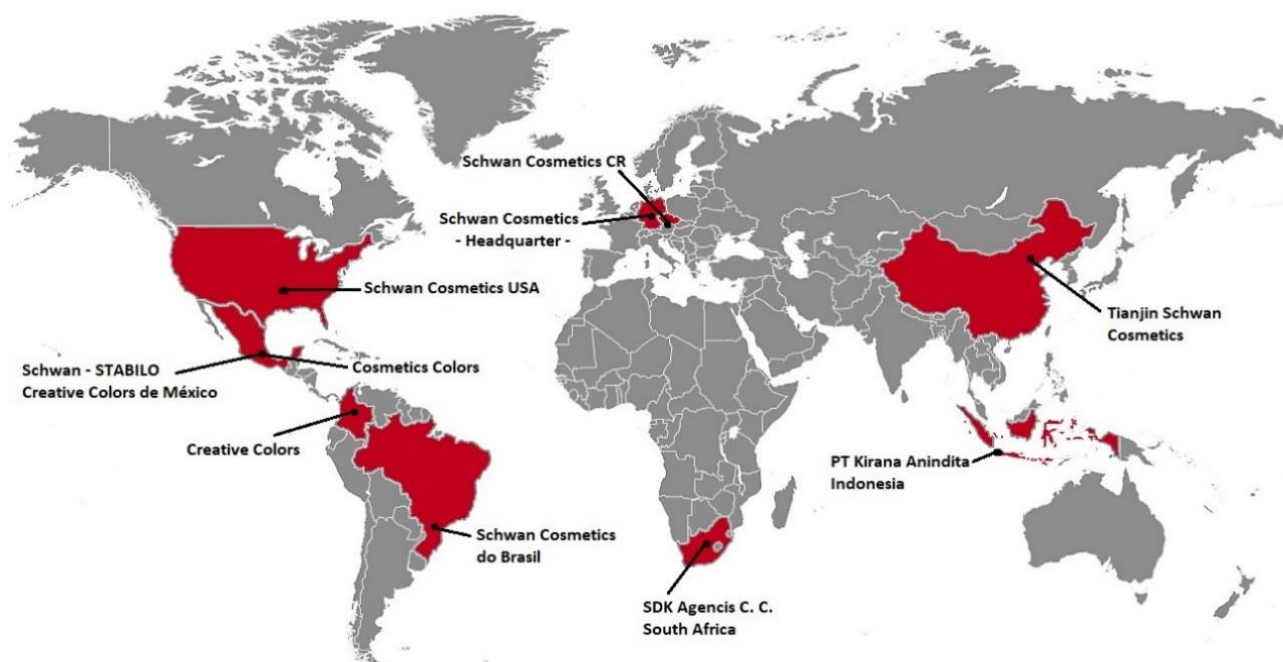 Schwan Cosmetics CR
Schwan Cosmetics
- Headquarter -
Schwan Cosmetics USA
Tianjin Schwan
Cosmetics
Schwan - STABILO
Creative Colors de México
Cosmetics Colors
Creative Colors
PT Kirana Anindita
Indonesia
Schwan Cosmetics
do Brasil
SDK Agencis C. C.
South Africa